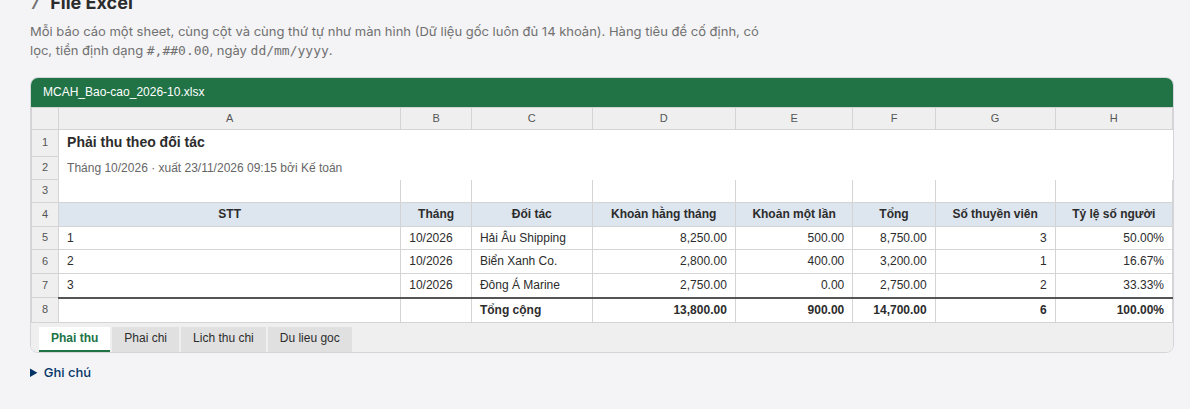 7 File Excel
Mỗi báo cáo một sheet, cùng cột và cùng thứ tự như màn hình (Dữ liệu gốc luôn đủ 14 khoản). Hàng tiêu đề cố định, có
lọc, tiền định dạng #,##0.00, ngày dd/mm/yyyy.
MCAH_Bao-cao_2026-10.xlsx
A B C D E F G H
1 Phải thu theo đối tác
2 Tháng 10/2026 · xuất 23/11/2026 09:15 bởi Kế toán
3
4 STT Tháng Đối tác Khoản hằng tháng Khoản một lần Tổng Số thuyền viên Tỷ lệ số người
5 1 10/2026 Hải Âu Shipping 8,250.00 500.00 8,750.00 3 50.00%
6 2 10/2026 Biển Xanh Co. 2,800.00 400.00 3,200.00 1 16.67%
7 3 10/2026 Đông Á Marine 2,750.00 0.00 2,750.00 2 33.33%
8 Tổng cộng 13,800.00 900.00 14,700.00 6 100.00%
Phai thu Phai chi Lich thu chi Du lieu goc
Ghi chú